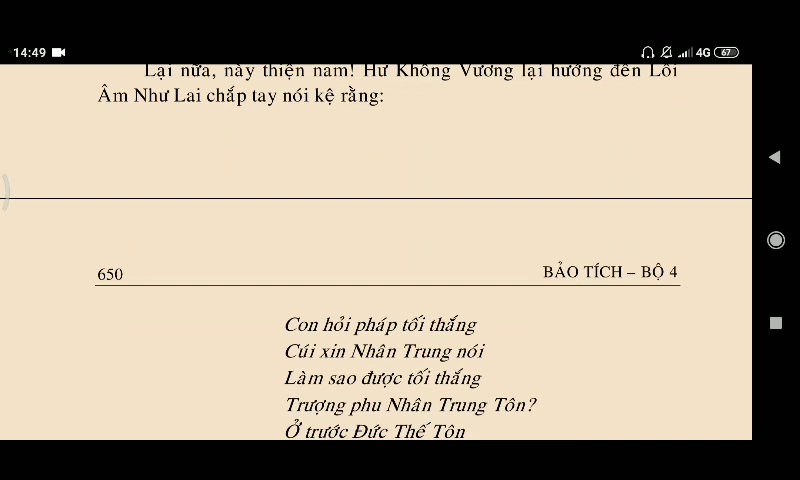 14:49 4G 67
Lại nữa, này thiện nam! Hư Không Vương lại hướng đến Lôi
Âm Như Lai chắp tay nói kệ rằng:
650 BẢO TÍCH – BỘ 4
Con hỏi pháp tối thắng
Cúi xin Nhân Trung nói
Làm sao được tối thắng
Trượng phu Nhân Trung Tôn?
Ở trước Đức Thế Tôn